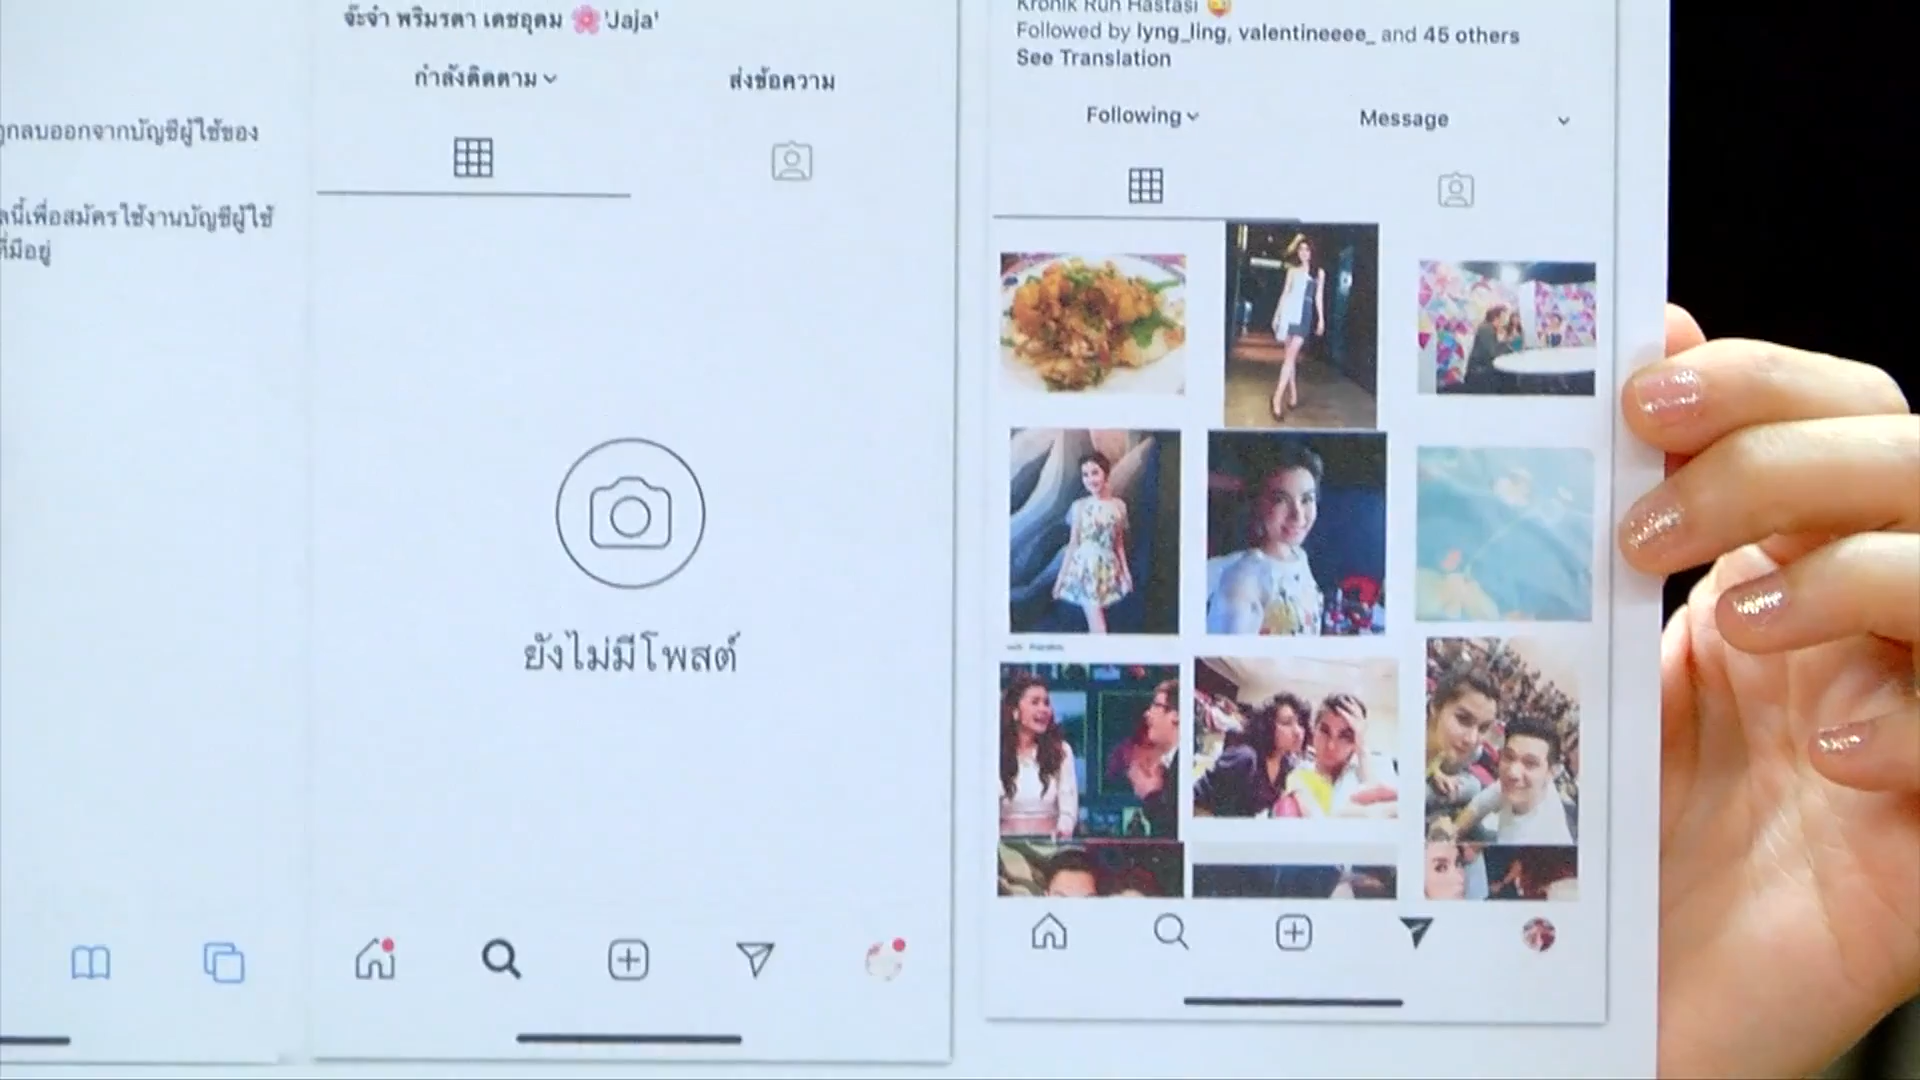 จ๊ะจ๋า พริมรตา เดชอุดม 🌸'Jaja'
กำลังติดตาม
ส่งข้อความ
ยังไม่มีโพสต์
ถูกลบออกจากบัญชีผู้ใช้ของ
ลนี้เพื่อสมัครใช้งานบัญชีผู้ใช้
ที่มีอยู่
Kronik Ruh Hastası 😜
Followed by lyng_ling, valentineeee_ and 45 others
See Translation
Following
Message